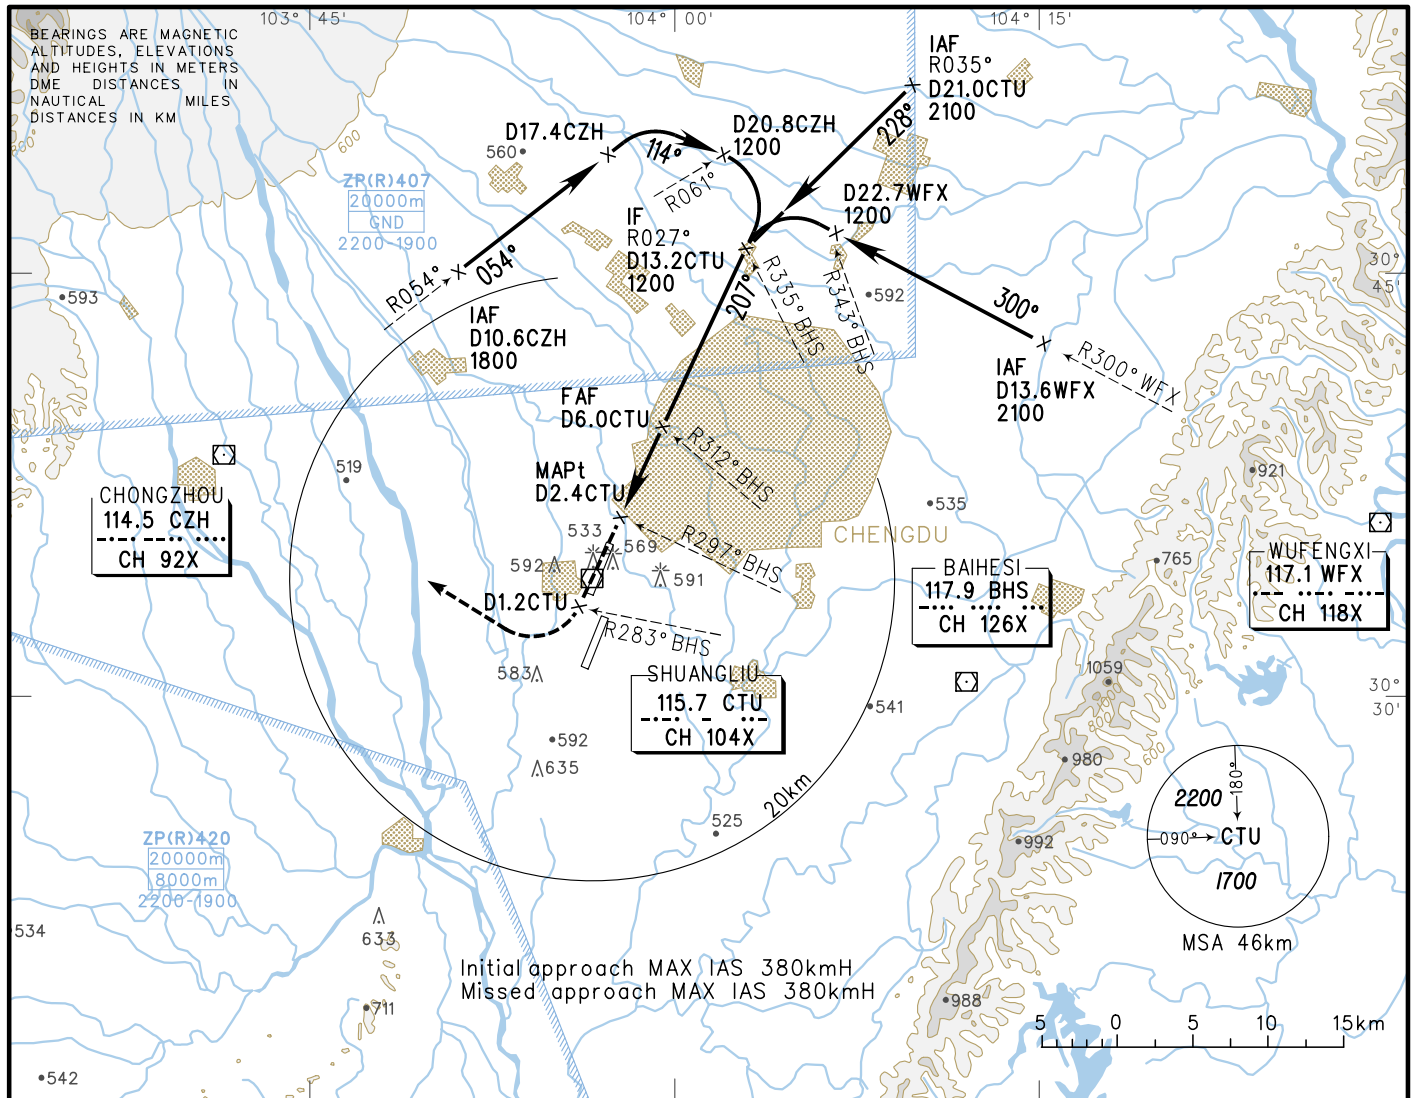 103° 45'
104° 00'
104° 15'
BEARINGS ARE MAGNETIC
ALTITUDES, ELEVATIONS
AND HEIGHTS IN METERS
DME DISTANCES IN
NAUTICAL MILES
DISTANCES IN KM
600
600
IAF
R035°
D21.0CTU
2100
228°
D17.4CZH
560
114°
D20.8CZH
1200
R061°
ZP(R)407
20000m
GND
2200-1900
D22.7WFX
1200
IF
R027°
D13.2CTU
1200
R054°
054°
207°
R335° BHS
R343° BHS
592
300°
30°
45'
593
IAF
D10.6CZH
1800
IAF
D13.6WFX
2100
R300° WFX
FAF
D6.0CTU
R312° BHS
519
921
MAPt
D2.4CTU
535
CHENGDU
CHONGZHOU
114.5 CZH
CH 92X
533
569
592
591
R297° BHS
765
BAIHESI
117.9 BHS
CH 126X
WUFENGXI
117.1 WFX
CH 118X
D1.2CTU
R283° BHS
583
SHUANGLIU
115.7 CTU
CH 104X
1059
800
1000
600
30°
30'
541
592
635
980
20km
525
992
ZP(R)420
20000m
8000m
2200-1900
2200
180°
090°
CTU
1700
MSA 46km
534
633
711
Initial approach MAX IAS 380kmH
Missed approach MAX IAS 380kmH
988
5 0 5 10 15km
542